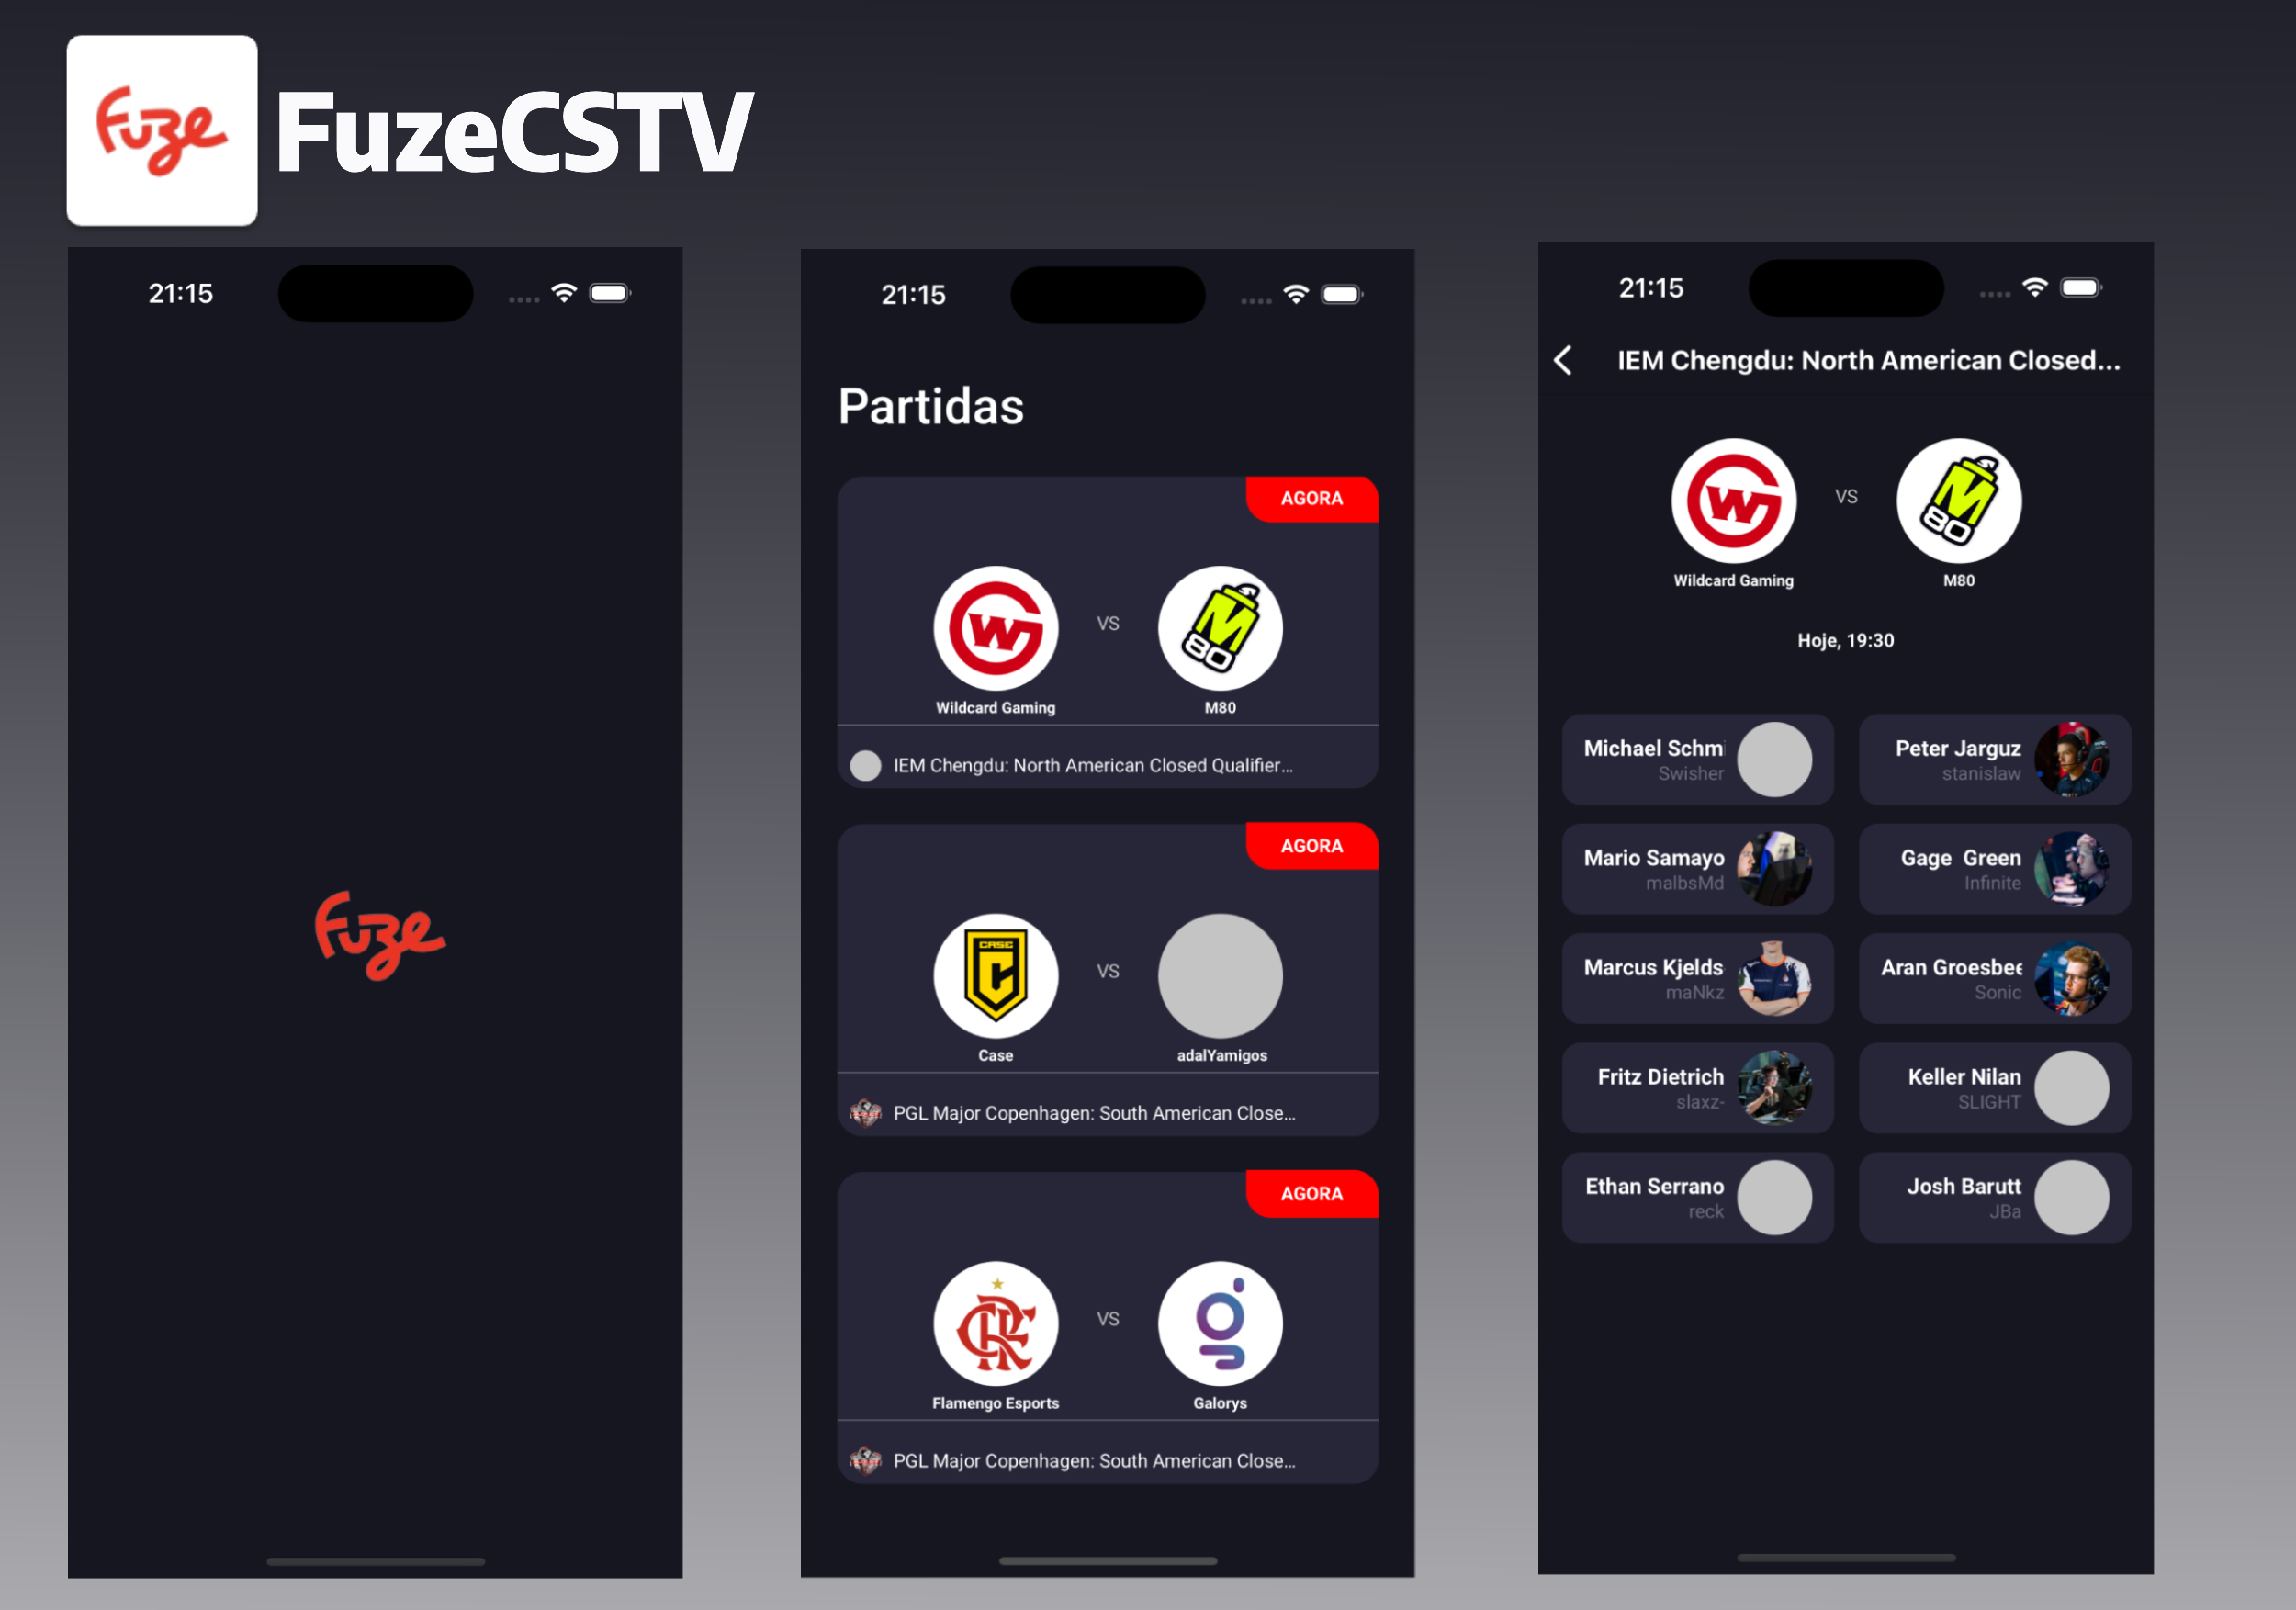 Fuze
FuzeCSTV
21:15
Fuze
21:15
Partidas
AGORA
W
VS
M
80
Wildcard Gaming
M80
IEM Chengdu: North American Closed Qualifier...
AGORA
CASE
C
VS
Case
adalYamigos
PGL Major Copenhagen: South American Close...
AGORA
CRF
VS
g
Flamengo Esports
Galorys
PGL Major Copenhagen: South American Close...
21:15
IEM Chengdu: North American Closed...
W
VS
M
80
Wildcard Gaming
M80
Hoje, 19:30
Michael Schmi
Swisher
Peter Jarguz
stanislaw
Mario Samayo
malbsMd
Gage  Green
Infinite
Marcus Kjelds
maNkz
Aran Groesbee
Sonic
Fritz Dietrich
slaxz-
Keller Nilan
SLIGHT
Ethan Serrano
reck
Josh Barutt
JBa